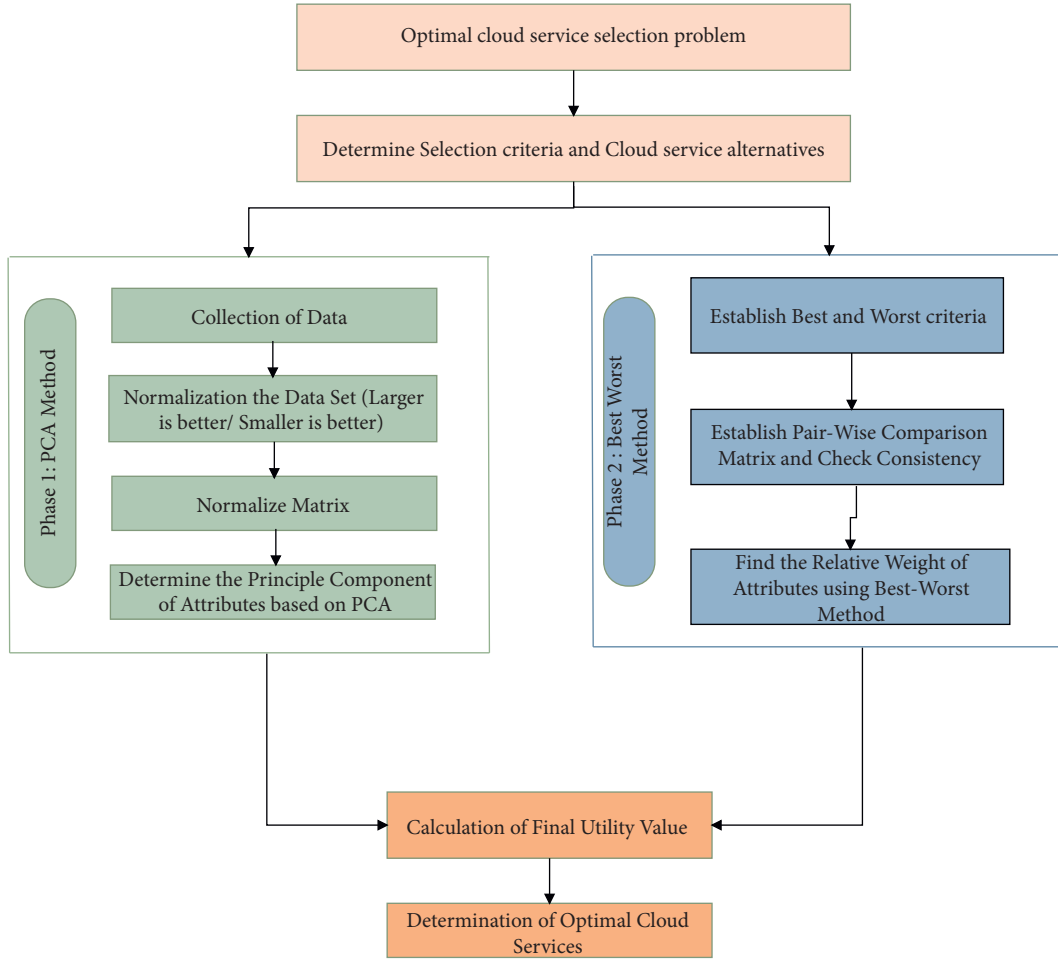 Optimal cloud service selection problem
Determine Selection criteria and Cloud service alternatives
Phase 1: PCA Method
Collection of Data
Normalization the Data Set (Larger
is better/ Smaller is better)
Normalize Matrix
Determine the Principle Component
of Attributes based on PCA
Phase 2 : Best Worst
Method
Establish Best and Worst criteria
Establish Pair-Wise Comparison
Matrix and Check Consistency
Find the Relative Weight of
Attributes using Best-Worst
Method
Calculation of Final Utility Value
Determination of Optimal Cloud
Services